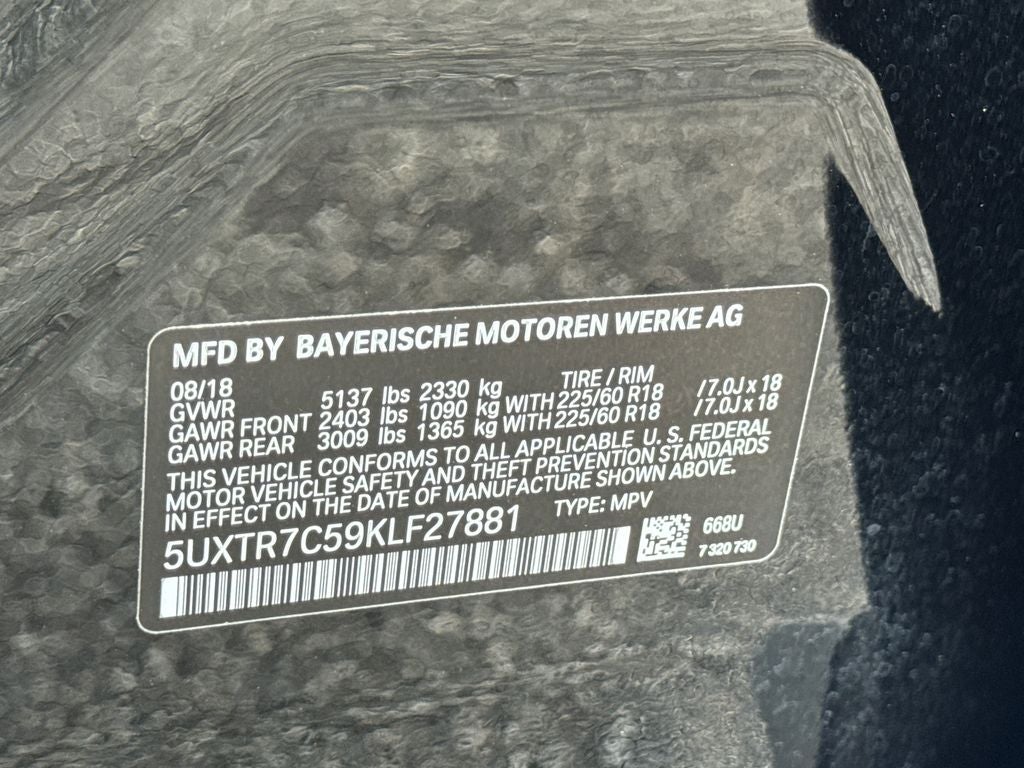 MFD BY BAYERISCHE MOTOREN WERKE AG
08/18 TIRE / RIM
GVWR 5137 lbs 2330 kg
GAWR FRONT 2403 lbs 1090 kg WITH 225/60 R18 /7.0J x 18
GAWR REAR 3009 lbs 1365 kg WITH 225/60 R18 /7.0J x 18
THIS VEHICLE CONFORMS TO ALL APPLICABLE U. S. FEDERAL
MOTOR VEHICLE SAFETY AND THEFT PREVENTION STANDARDS
IN EFFECT ON THE DATE OF MANUFACTURE SHOWN ABOVE.
5UXTR7C59KLF27881 TYPE: MPV
668U
7 320 730